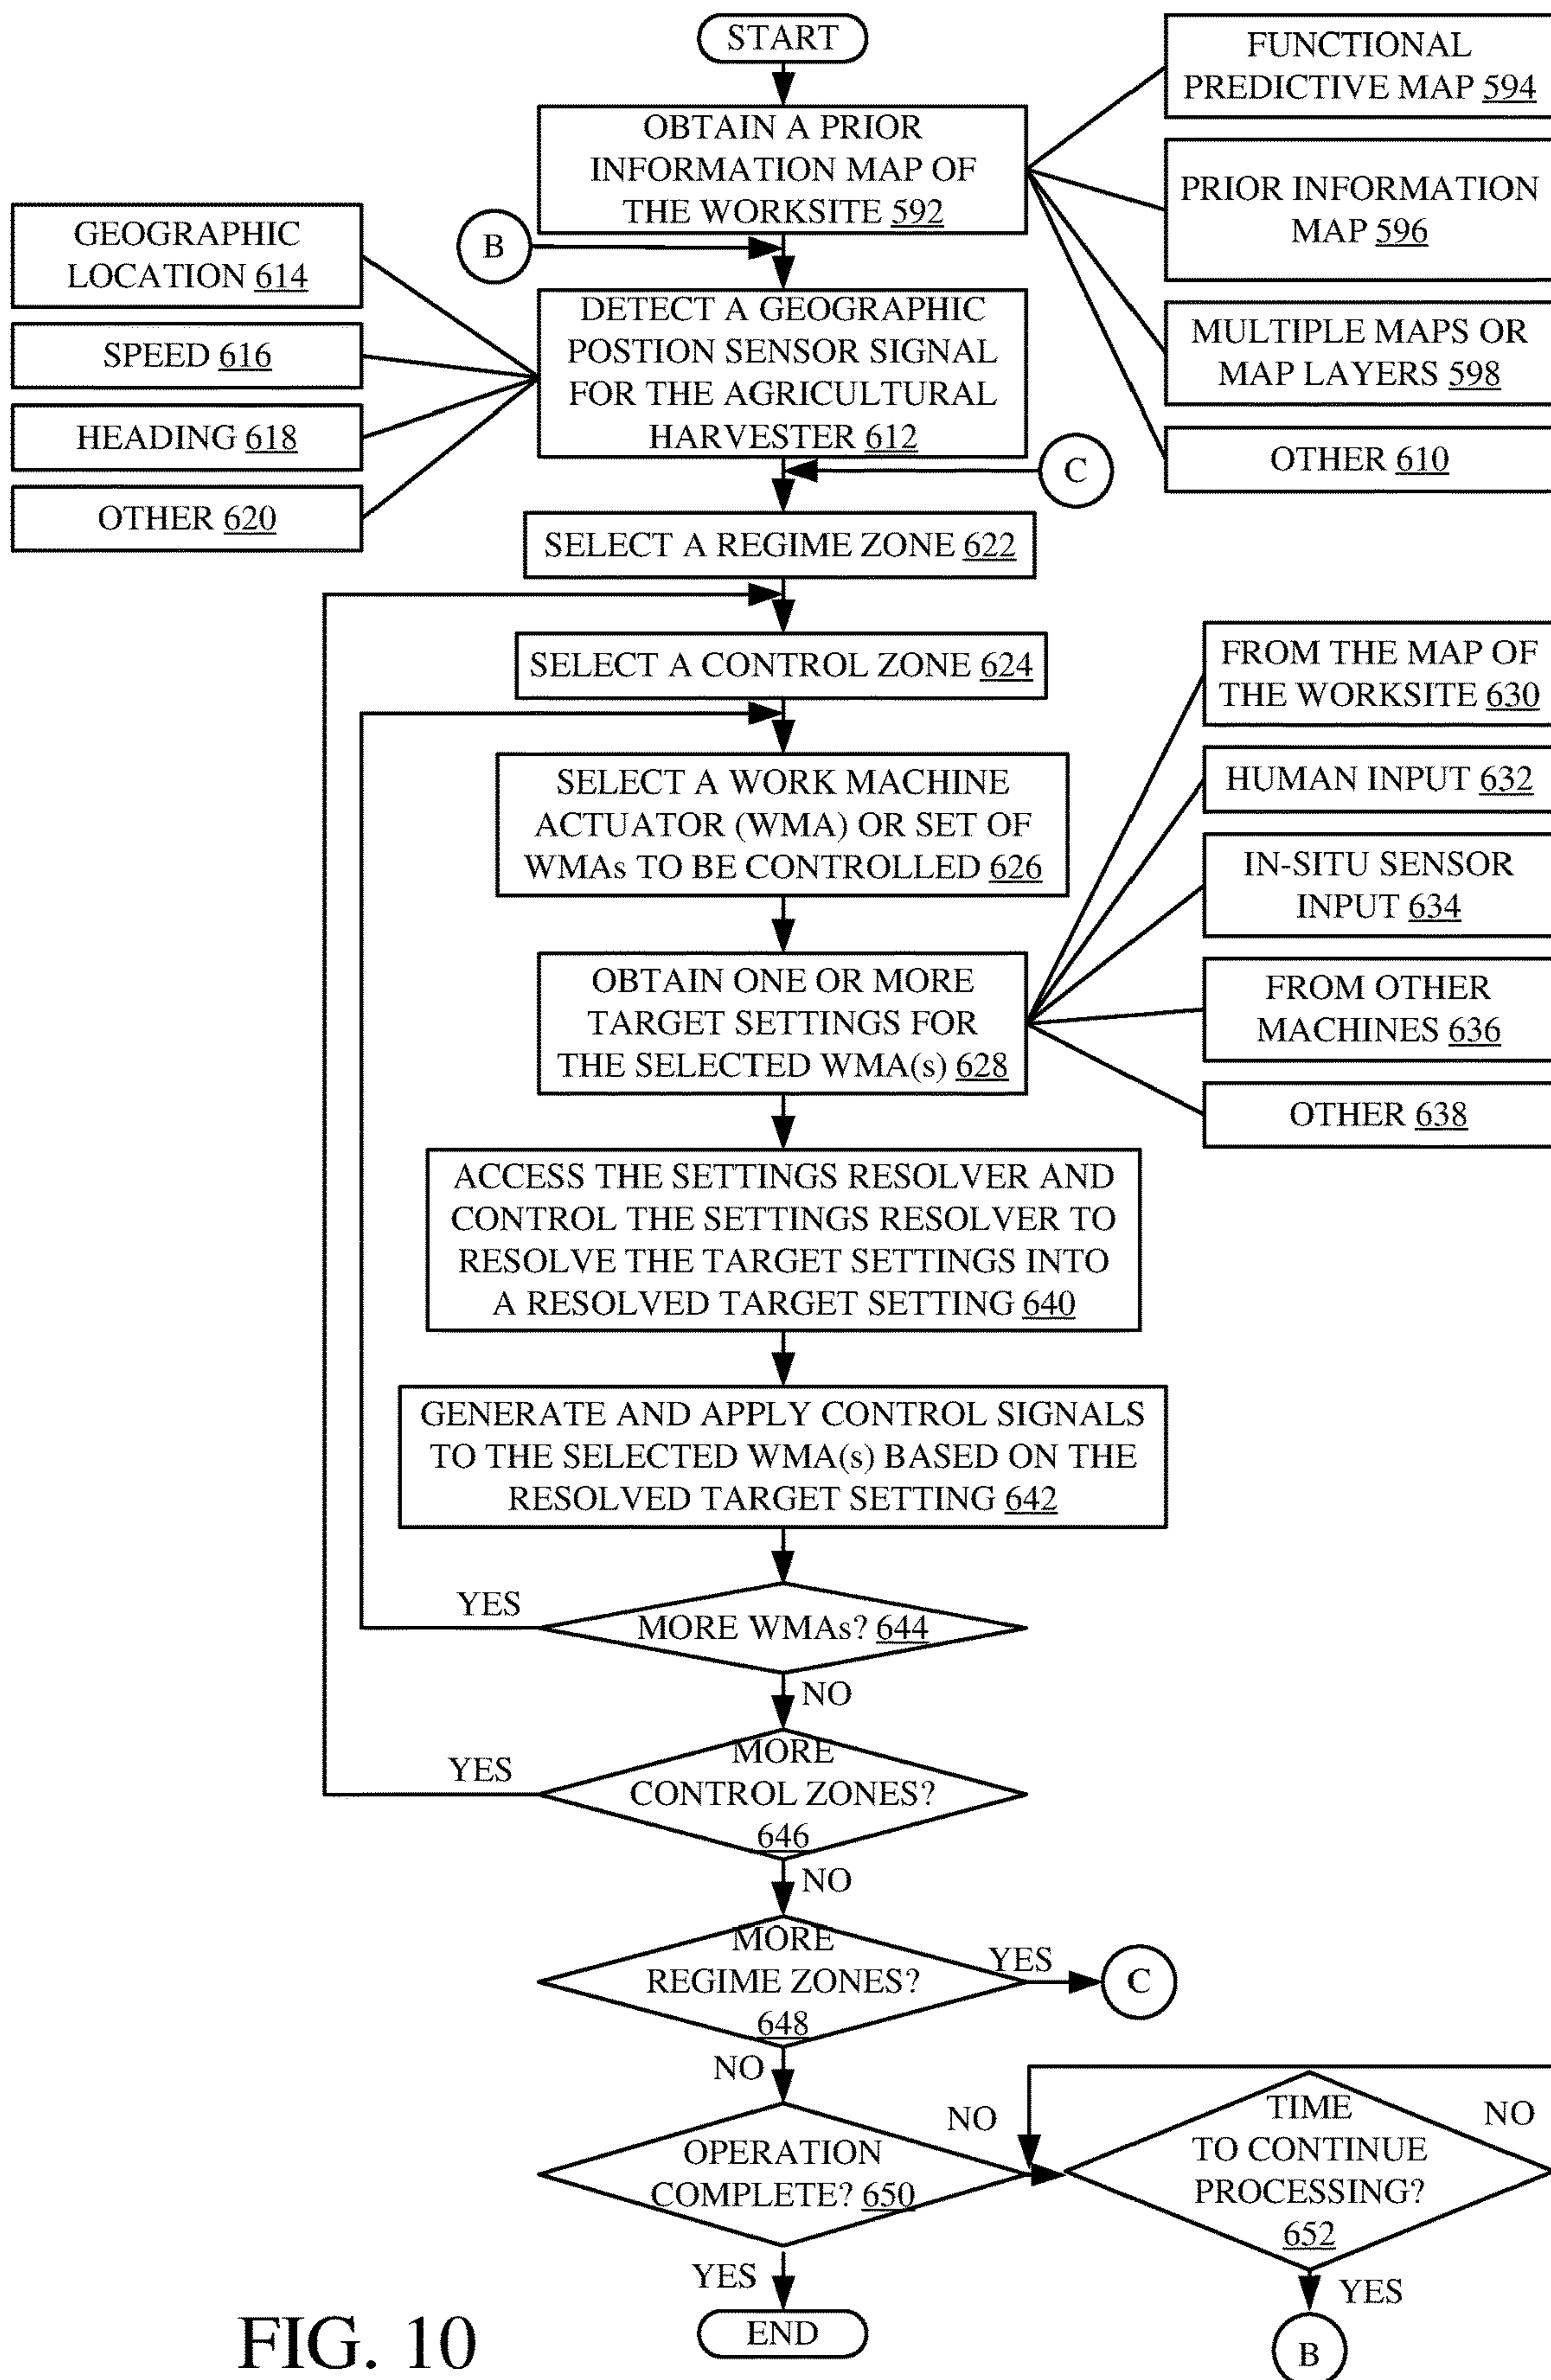 START
OBTAIN A PRIOR
INFORMATION MAP OF
THE WORKSITE 592
FUNCTIONAL
PREDICTIVE MAP 594
PRIOR INFORMATION
MAP 596
MULTIPLE MAPS OR
MAP LAYERS 598
OTHER 610
B
GEOGRAPHIC
LOCATION 614
SPEED 616
HEADING 618
OTHER 620
DETECT A GEOGRAPHIC
POSTION SENSOR SIGNAL
FOR THE AGRICULTURAL
HARVESTER 612
C
SELECT A REGIME ZONE 622
SELECT A CONTROL ZONE 624
SELECT A WORK MACHINE
ACTUATOR (WMA) OR SET OF
WMAs TO BE CONTROLLED 626
OBTAIN ONE OR MORE
TARGET SETTINGS FOR
THE SELECTED WMA(s) 628
FROM THE MAP OF
THE WORKSITE 630
HUMAN INPUT 632
IN-SITU SENSOR
INPUT 634
FROM OTHER
MACHINES 636
OTHER 638
ACCESS THE SETTINGS RESOLVER AND
CONTROL THE SETTINGS RESOLVER TO
RESOLVE THE TARGET SETTINGS INTO
A RESOLVED TARGET SETTING 640
GENERATE AND APPLY CONTROL SIGNALS
TO THE SELECTED WMA(s) BASED ON THE
RESOLVED TARGET SETTING 642
YES
MORE WMAs? 644
NO
YES
MORE
CONTROL ZONES?
646
NO
MORE
REGIME ZONES?
648
YES
C
NO
OPERATION
COMPLETE? 650
NO
TIME
TO CONTINUE
PROCESSING?
652
NO
YES
END
YES
B
FIG. 10